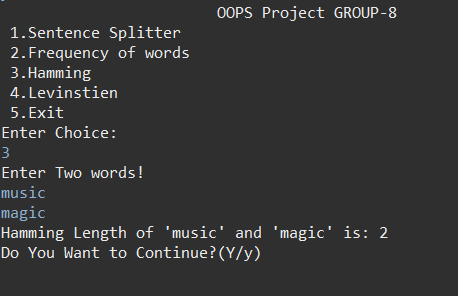 OOPS Project GROUP-8
1.Sentence Splitter
2.Frequency of words
3.Hamming
4.Levinstien
5.Exit
Enter Choice:
3
Enter Two words!
music
magic
Hamming Length of 'music' and 'magic' is: 2
Do You Want to Continue?(Y/y)